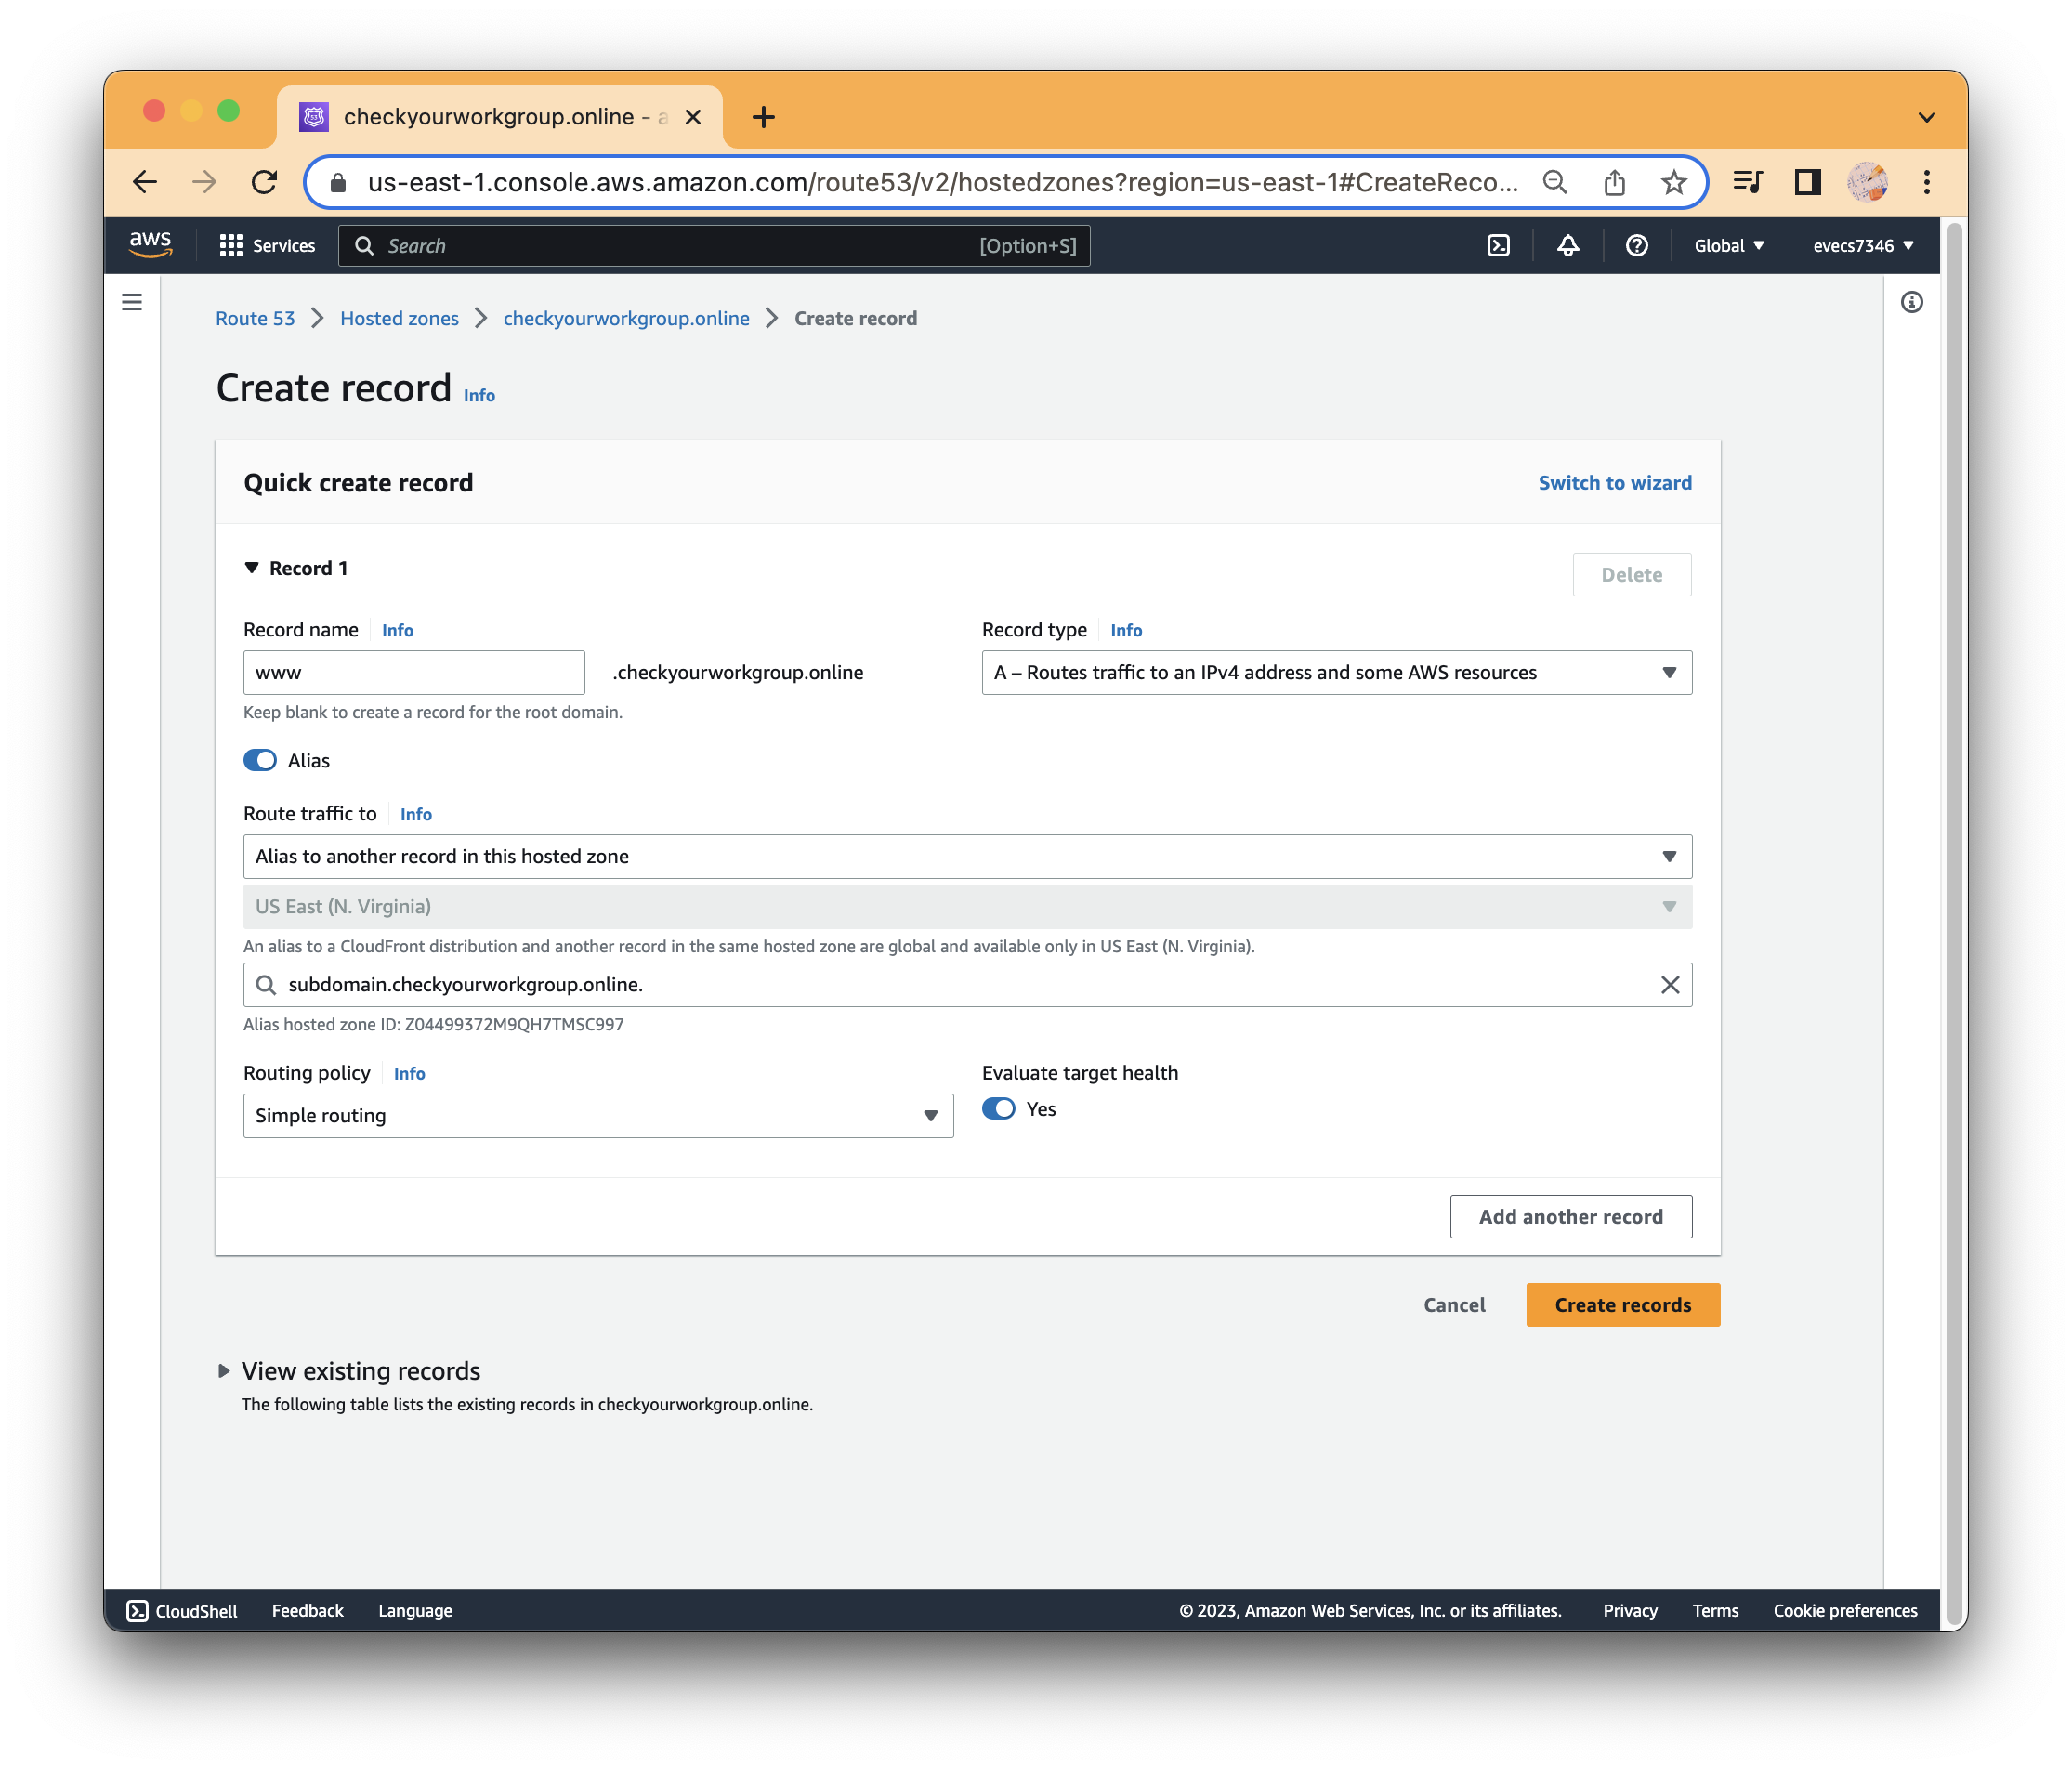 checkyourworkgroup.online - a
us-east-1.console.aws.amazon.com/route53/v2/hostedzones?region=us-east-1#CreateReco...
aws Services Search [Option+S] Global evecs7346
Route 53 Hosted zones checkyourworkgroup.online Create record
Create record Info
Quick create record Switch to wizard
Record 1 Delete
Record name Info Record type Info
www .checkyourworkgroup.online A – Routes traffic to an IPv4 address and some AWS resources
Keep blank to create a record for the root domain.
Alias
Route traffic to Info
Alias to another record in this hosted zone
US East (N. Virginia)
An alias to a CloudFront distribution and another record in the same hosted zone are global and available only in US East (N. Virginia).
subdomain.checkyourworkgroup.online.
Alias hosted zone ID: Z04499372M9QH7TMSC997
Routing policy Info Evaluate target health
Simple routing Yes
Add another record
Cancel Create records
View existing records
The following table lists the existing records in checkyourworkgroup.online.
CloudShell Feedback Language © 2023, Amazon Web Services, Inc. or its affiliates. Privacy Terms Cookie preferences